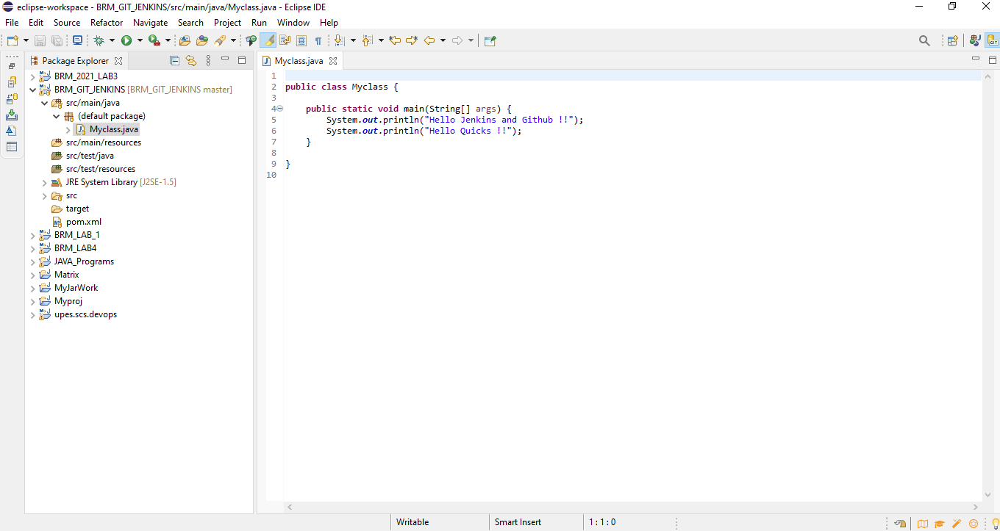 eclipse-workspace - BRM_GIT_JENKINS/src/main/java/Myclass.java - Eclipse IDE
File Edit Source Refactor Navigate Search Project Run Window Help
Package Explorer
BRM_2021_LAB3
BRM_GIT_JENKINS [BRM_GIT_JENKINS master]
src/main/java
(default package)
Myclass.java
src/main/resources
src/test/java
src/test/resources
JRE System Library [J2SE-1.5]
src
target
pom.xml
BRM_LAB_1
BRM_LAB4
JAVA_Programs
Matrix
MyJarWork
Myproj
upes.scs.devops
Myclass.java
1
2 public class Myclass {
3
4     public static void main(String[] args) {
5         System.out.println("Hello Jenkins and Github !!");
6         System.out.println("Hello Quicks !!");
7     }
8
9 }
10
Writable Smart Insert 1 : 1 : 0